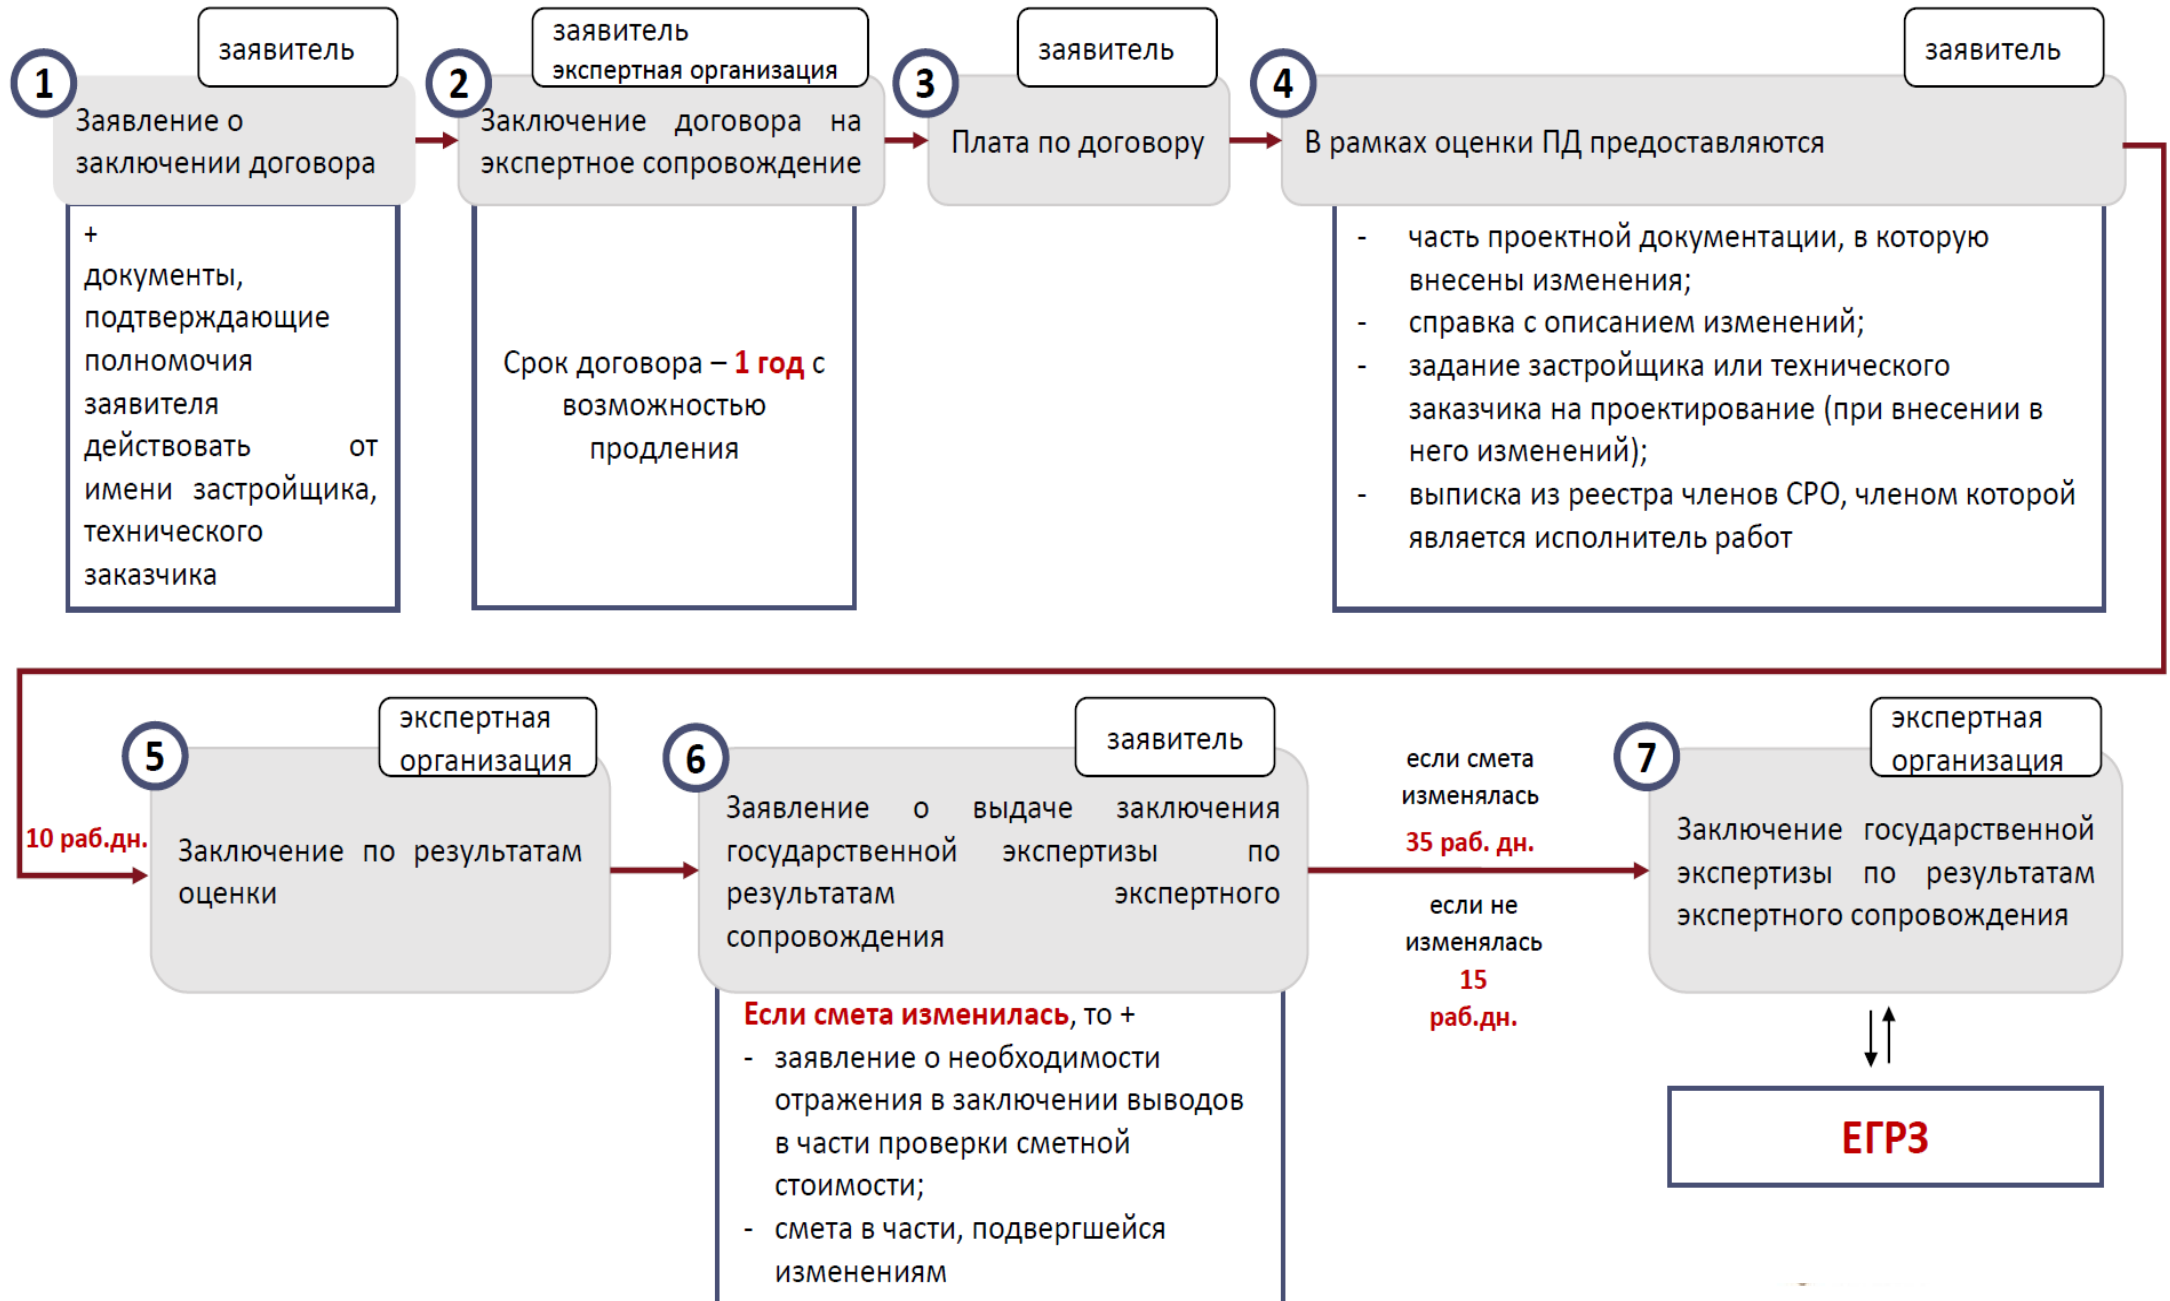 заявитель
1
Заявление о
заключении договора
+
документы,
подтверждающие
полномочия
заявителя
действовать от
имени застройщика,
технического
заказчика
заявитель
экспертная организация
2
Заключение договора на
экспертное сопровождение
Срок договора – 1 год с
возможностью
продления
заявитель
3
Плата по договору
заявитель
4
В рамках оценки ПД предоставляются
- часть проектной документации, в которую
внесены изменения;
- справка с описанием изменений;
- задание застройщика или технического
заказчика на проектирование (при внесении в
него изменений);
- выписка из реестра членов СРО, членом которой
является исполнитель работ
10 раб.дн.
экспертная
организация
5
Заключение по результатам
оценки
заявитель
6
Заявление о выдаче заключения
государственной экспертизы по
результатам экспертного
сопровождения
Если смета изменилась, то +
- заявление о необходимости
отражения в заключении выводов
в части проверки сметной
стоимости;
- смета в части, подвергшейся
изменениям
если смета
изменялась
35 раб. дн.
если не
изменялась
15
раб.дн.
экспертная
организация
7
Заключение государственной
экспертизы по результатам
экспертного сопровождения
ЕГРЗ